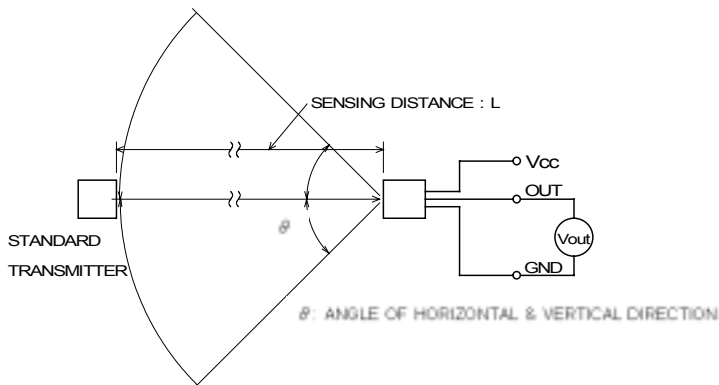 SENSING DISTANCE : L
Vcc
OUT
Vout
GND
STANDARD
TRANSMITTER
θ
θ : ANGLE OF HORIZONTAL & VERTICAL DIRECTION